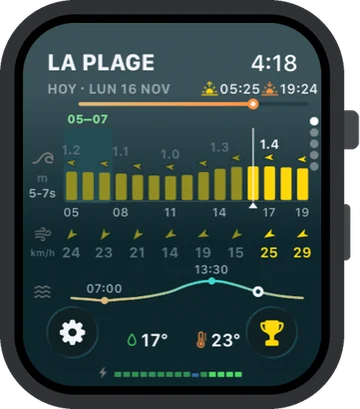 LA PLAGE 4:18
HOY · LUN 16 NOV 05:25 19:24
05–07
1.2 1.1 1.0 1.3 1.4
m
5-7s
05 08 11 14 17 19
km/h 24 23 21 14 19 15 25 29
13:30
07:00
17° 23°